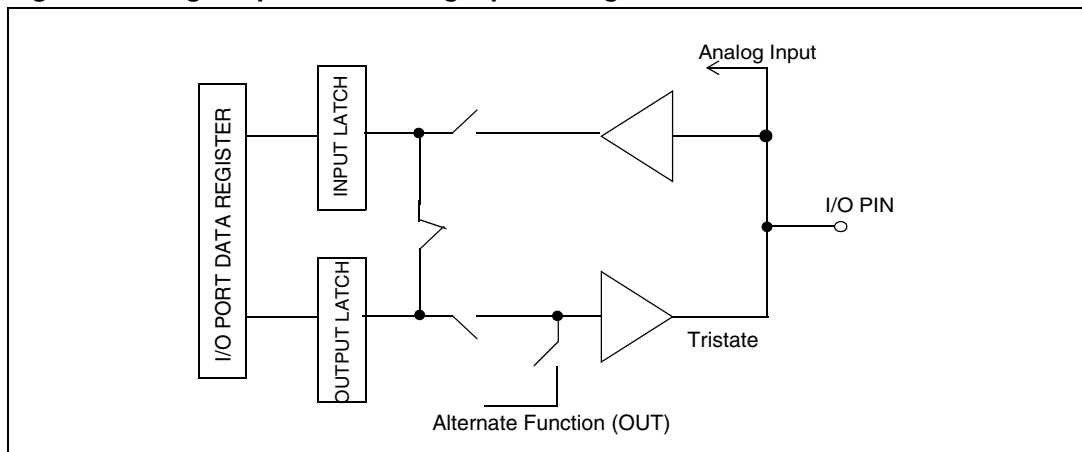 Analog Input
I/O PORT DATA REGISTER
INPUT LATCH
I/O PIN
OUTPUT LATCH
Tristate
Alternate Function (OUT)